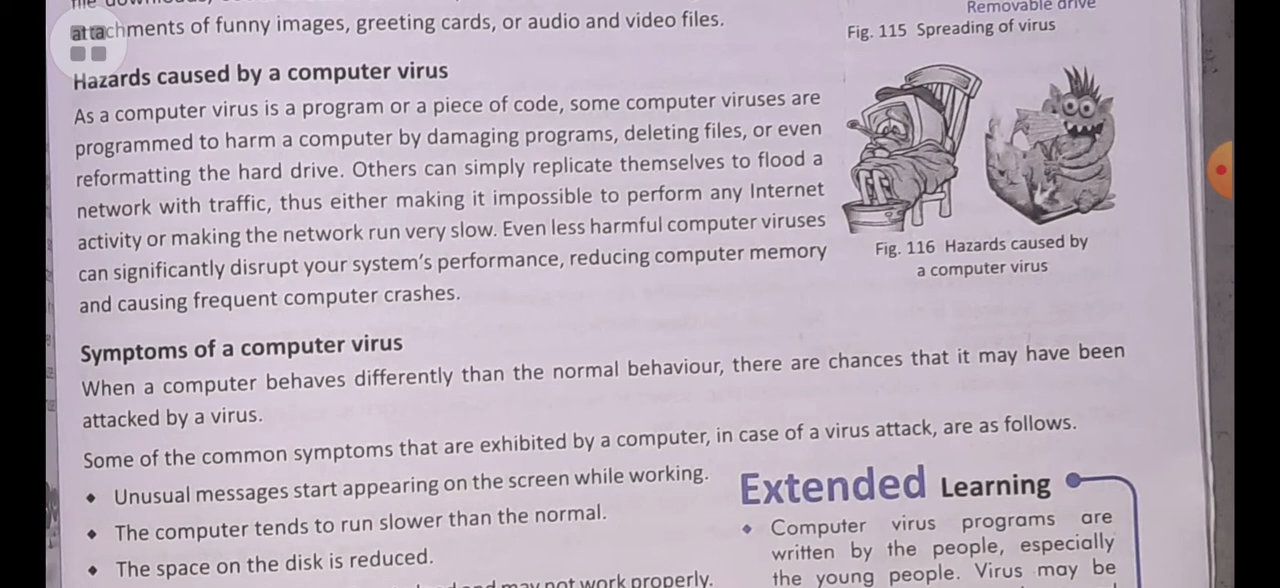 attachments of funny images, greeting cards, or audio and video files.
Removable drive
Fig. 115 Spreading of virus
Hazards caused by a computer virus
As a computer virus is a program or a piece of code, some computer viruses are
programmed to harm a computer by damaging programs, deleting files, or even
reformatting the hard drive. Others can simply replicate themselves to flood a
network with traffic, thus either making it impossible to perform any Internet
activity or making the network run very slow. Even less harmful computer viruses
can significantly disrupt your system's performance, reducing computer memory
and causing frequent computer crashes.
Fig. 116 Hazards caused by
a computer virus
Symptoms of a computer virus
When a computer behaves differently than the normal behaviour, there are chances that it may have been
attacked by a virus.
Some of the common symptoms that are exhibited by a computer, in case of a virus attack, are as follows.
◆ Unusual messages start appearing on the screen while working.
◆ The computer tends to run slower than the normal.
◆ The space on the disk is reduced.
and may not work properly.
Extended Learning
◆ Computer virus programs are
written by the people, especially
the young people. Virus may be